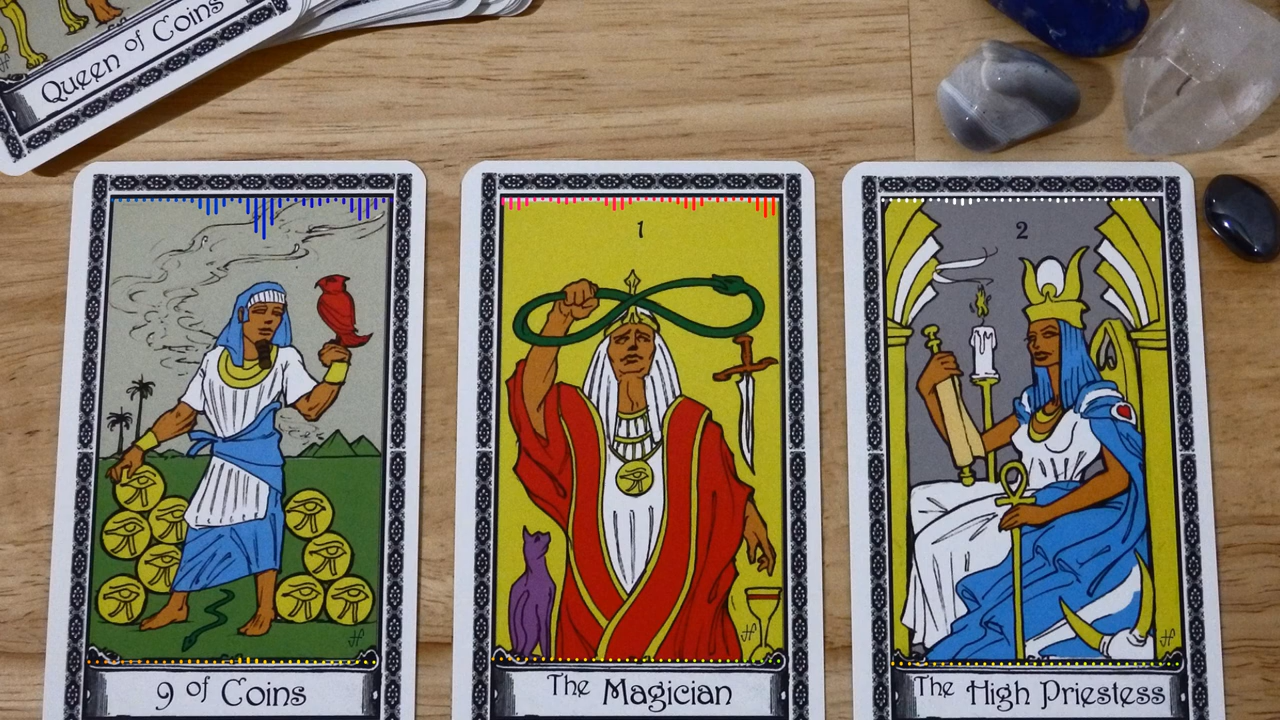 Queen of Coins
1
2
9 of Coins
The Magician
The High Priestess